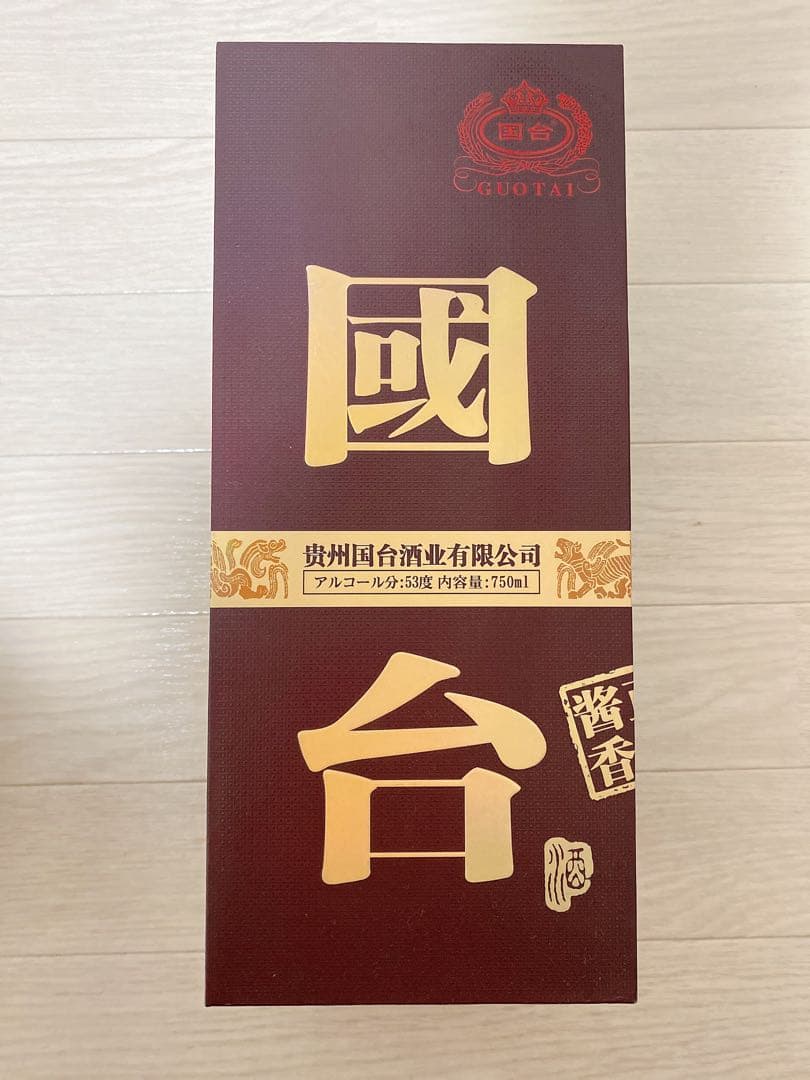 国台
GUOTAI
國
贵州国台酒业有限公司
アルコール分:53度 内容量:750ml
台
酱香
酒